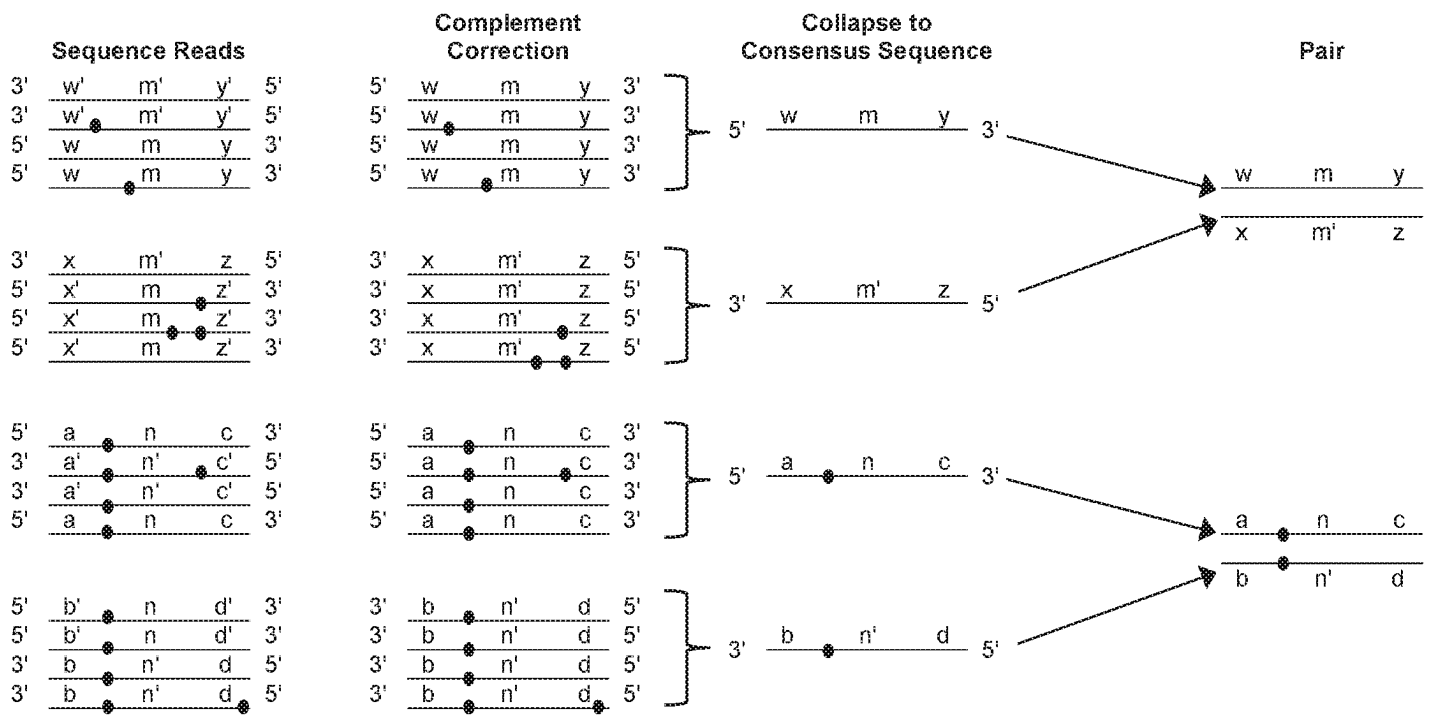 Sequence Reads
Complement
Correction
Collapse to
Consensus Sequence
Pair
3' w' m' y' 5' 5' w m y 3'
3' w' m' y' 5' 5' w m y 3'
5' w m y 3' 5' w m y 3'
5' w m y 3' 5' w m y 3'
5' w m y 3'
w m y
x m' z
3' x m' z 5' 3' x m' z 5'
5' x' m z' 3' 3' x m' z 5'
5' x' m z' 3' 3' x m' z 5'
5' x' m z' 3' 3' x m' z 5'
3' x m' z 5'
5' a n c 3' 5' a n c 3'
3' a' n' c' 5' 5' a n c 3'
3' a' n' c' 5' 5' a n c 3'
5' a n c 3' 5' a n c 3'
5' a n c 3'
a n c
b n' d
5' b' n d' 3' 3' b n' d 5'
5' b' n d' 3' 3' b n' d 5'
3' b n' d 5' 3' b n' d 5'
3' b n' d 5' 3' b n' d 5'
3' b n' d 5'